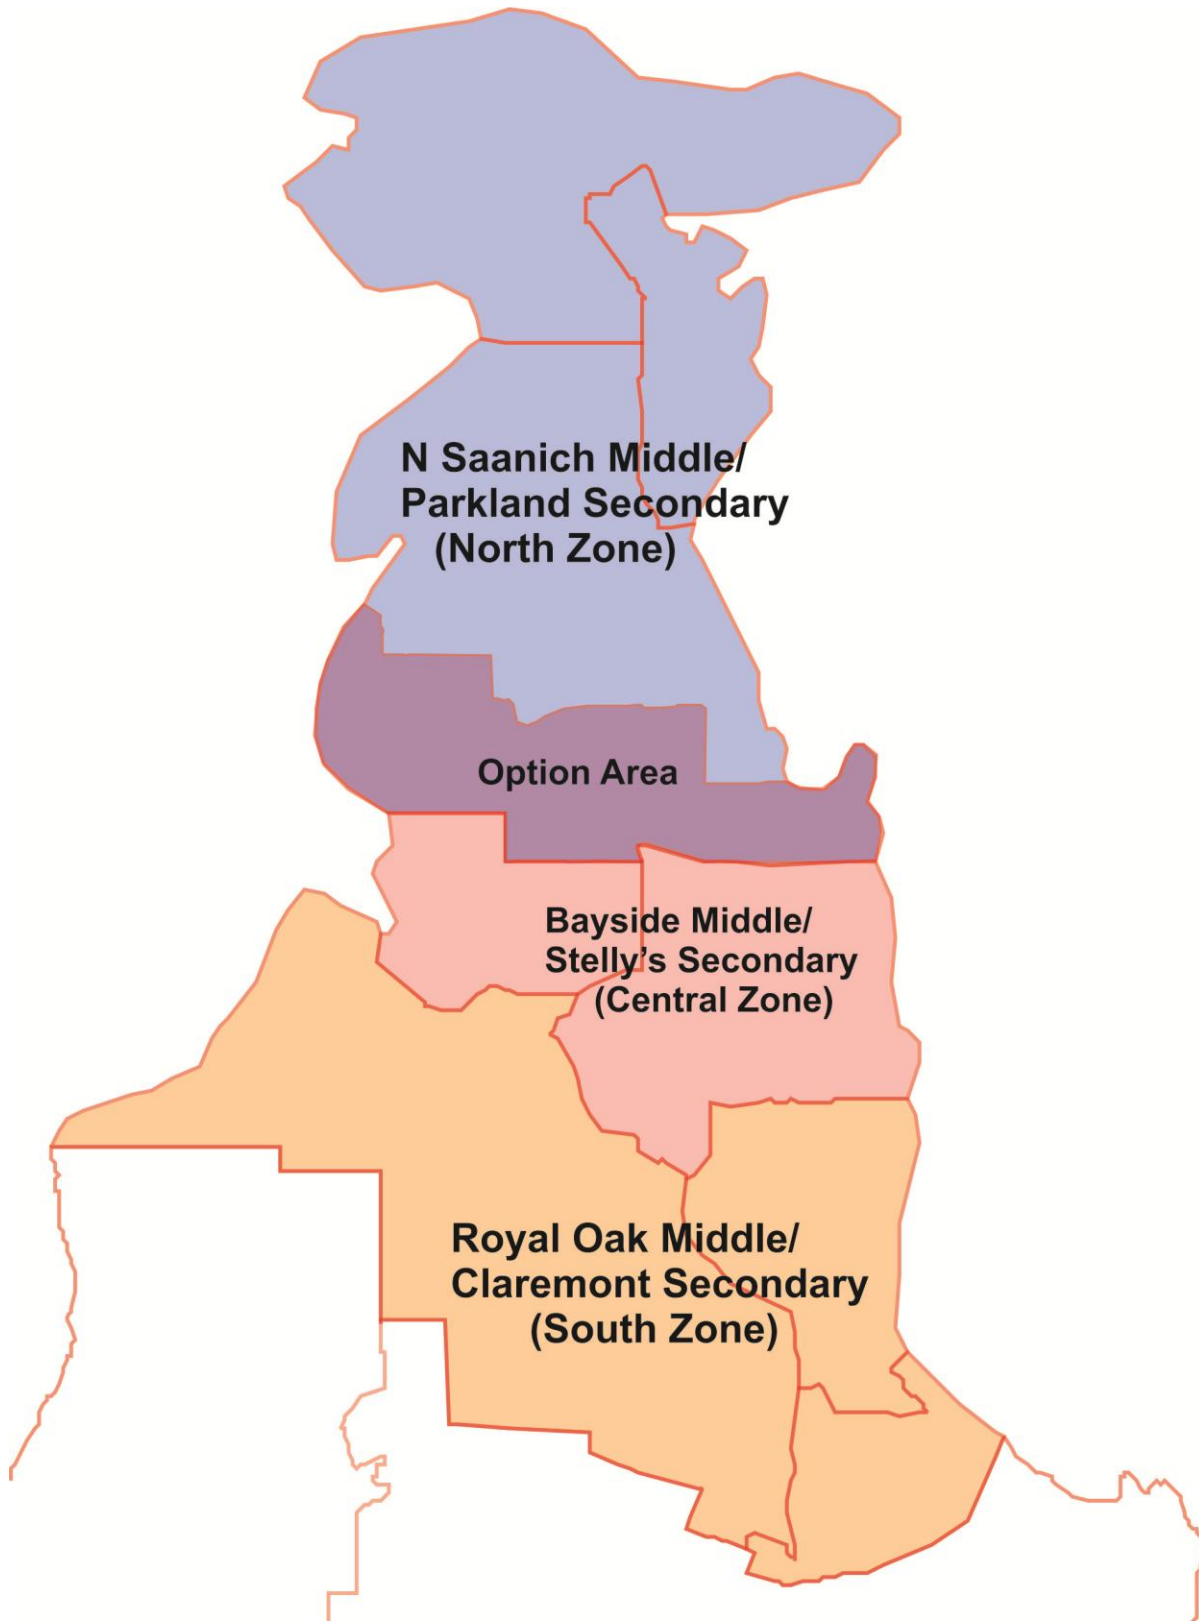 N Saanich Middle/
Parkland Secondary
(North Zone)
Option Area
Bayside Middle/
Stelly's Secondary
(Central Zone)
Royal Oak Middle/
Claremont Secondary
(South Zone)